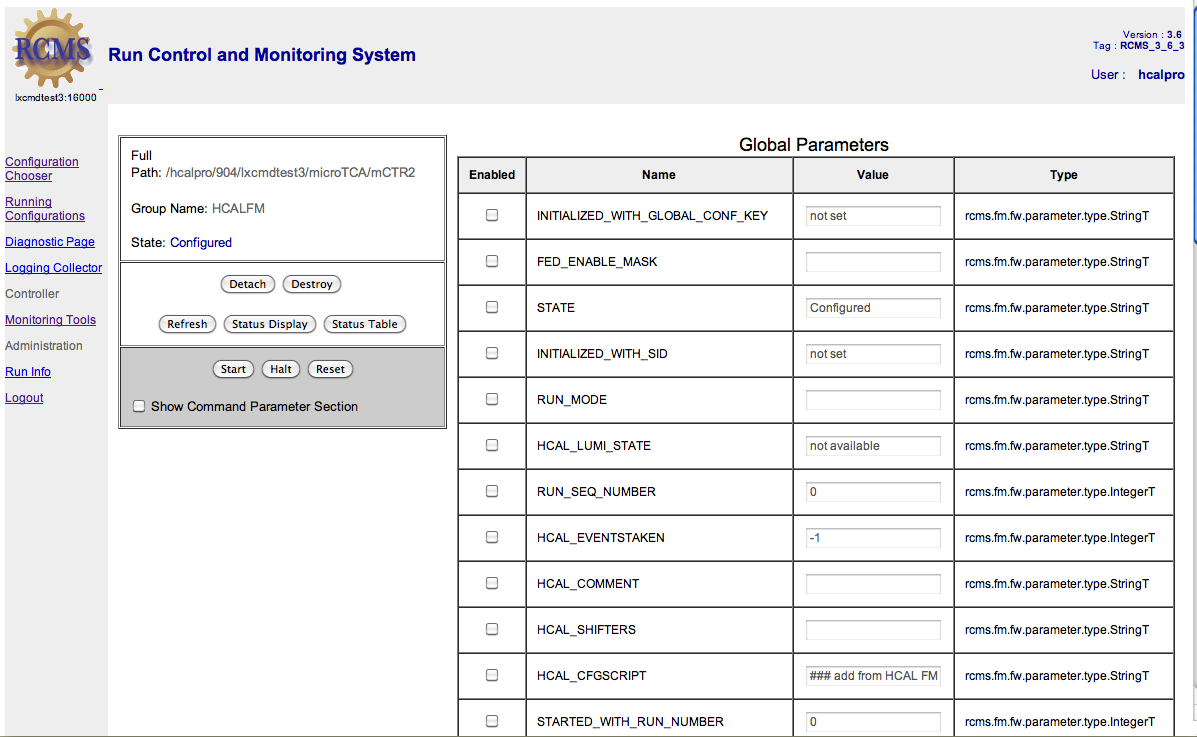 RCMS
Run Control and Monitoring System
Version : 3.6
Tag : RCMS_3_6_3
User : hcalpro
lxcmdtest3:16000
Configuration
Chooser
Running
Configurations
Diagnostic Page
Logging Collector
Controller
Monitoring Tools
Administration
Run Info
Logout
Full
Path: /hcalpro/904/lxcmdtest3/microTCA/mCTR2
Group Name: HCALFM
State: Configured
Detach Destroy
Refresh Status Display Status Table
Start Halt Reset
Show Command Parameter Section
Global Parameters
Enabled Name Value Type
INITIALIZED_WITH_GLOBAL_CONF_KEY not set rcms.fm.fw.parameter.type.StringT
FED_ENABLE_MASK rcms.fm.fw.parameter.type.StringT
STATE Configured rcms.fm.fw.parameter.type.StringT
INITIALIZED_WITH_SID not set rcms.fm.fw.parameter.type.StringT
RUN_MODE rcms.fm.fw.parameter.type.StringT
HCAL_LUMI_STATE not available rcms.fm.fw.parameter.type.StringT
RUN_SEQ_NUMBER 0 rcms.fm.fw.parameter.type.IntegerT
HCAL_EVENTSTAKEN -1 rcms.fm.fw.parameter.type.IntegerT
HCAL_COMMENT rcms.fm.fw.parameter.type.StringT
HCAL_SHIFTERS rcms.fm.fw.parameter.type.StringT
HCAL_CFGSCRIPT ### add from HCAL FM rcms.fm.fw.parameter.type.StringT
STARTED_WITH_RUN_NUMBER 0 rcms.fm.fw.parameter.type.IntegerT